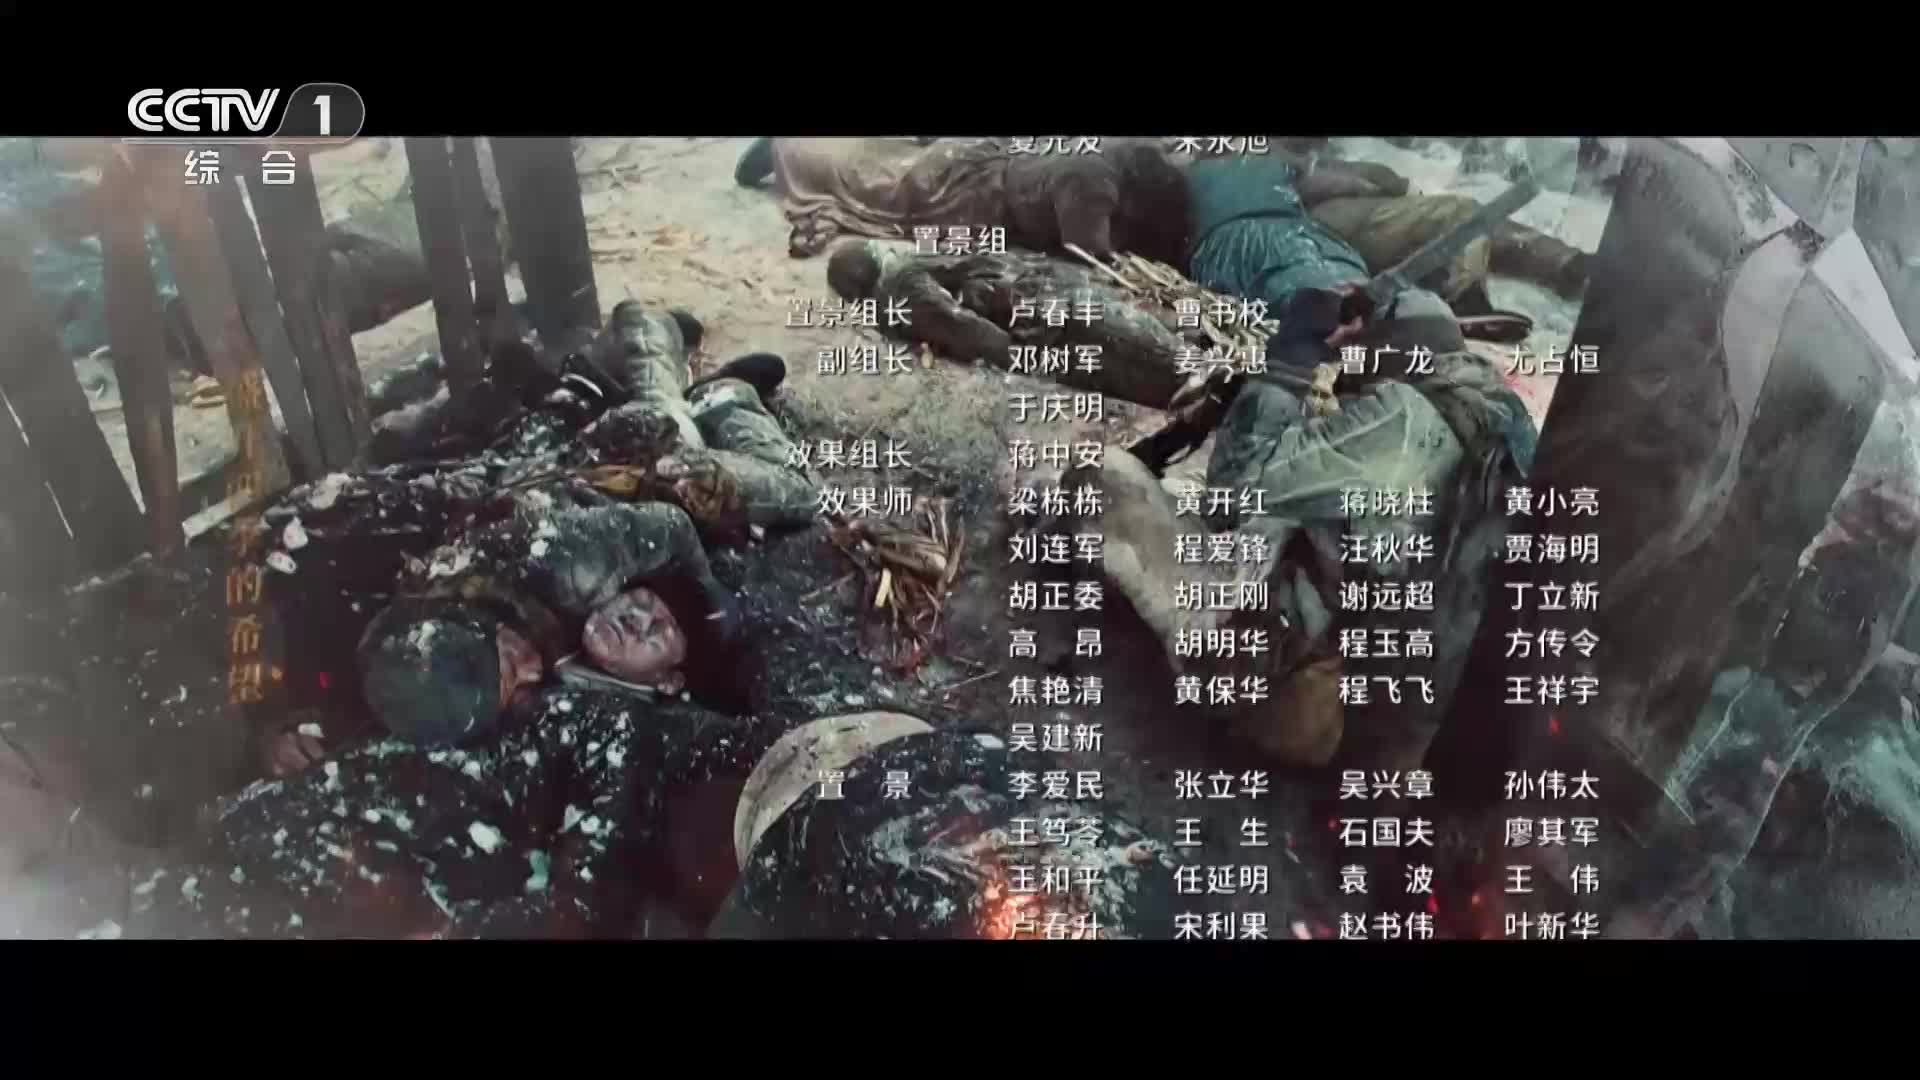 CCTV 1
综合
置景组
置景组长 卢春丰 曹书校
副组长 邓树军 姜兴忠 曹广龙 尤占恒
于庆明
效果组长 蒋中安
效果师 梁栋栋 黄开红 蒋晓柱 黄小亮
刘连军 程爱锋 汪秋华 贾海明
胡正委 胡正刚 谢远超 丁立新
高 昂 胡明华 程玉高 方传令
焦艳清 黄保华 程飞飞 王祥宇
吴建新
置 景 李爱民 张立华 吴兴章 孙伟太
王笃苓 王 生 石国夫 廖其军
王和平 任延明 袁 波 王 伟
卢春升 宋利果 赵书伟 叶新华
的希望